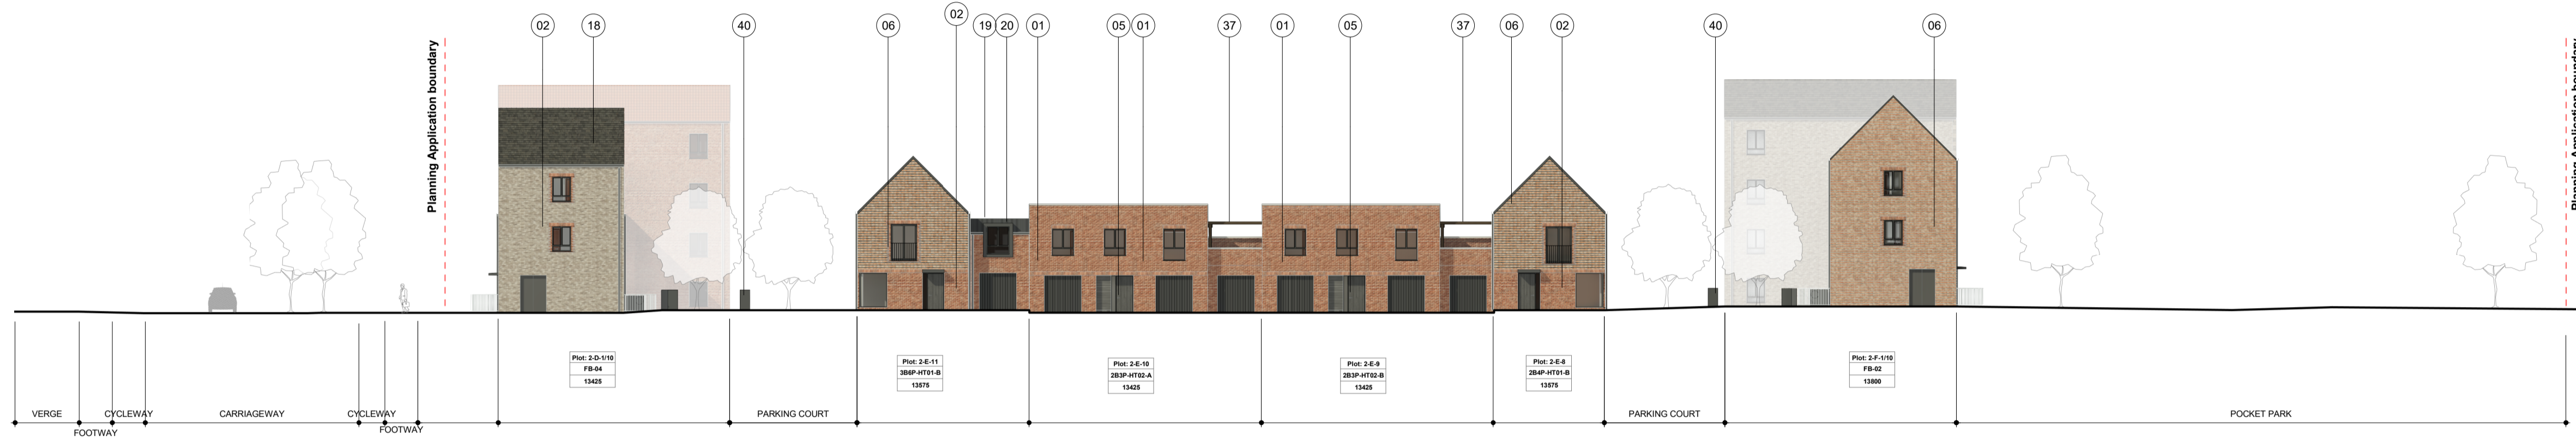 02
18
40
06
02
19
20
01
05
01
37
01
05
37
06
02
40
06
Planning Application boundary
Planning Application boundary
Plot: 2-D-1/10
FB-04
13425
Plot: 2-E-11
3B6P-HT01-B
13575
Plot: 2-E-10
2B3P-HT02-A
13425
Plot: 2-E-9
2B3P-HT02-B
13425
Plot: 2-E-8
2B4P-HT01-B
13575
Plot: 2-F-1/10
FB-02
13800
VERGE
FOOTWAY
CYCLEWAY
CARRIAGEWAY
CYCLEWAY
FOOTWAY
PARKING COURT
PARKING COURT
POCKET PARK